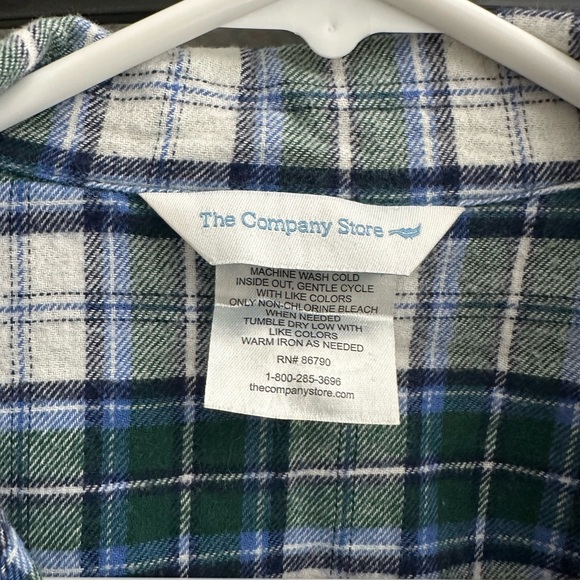 The Company Store
MACHINE WASH COLD
INSIDE OUT, GENTLE CYCLE
WITH LIKE COLORS
ONLY NON-CHLORINE BLEACH
WHEN NEEDED
TUMBLE DRY LOW WITH
LIKE COLORS
WARM IRON AS NEEDED
RN# 86790
1-800-285-3696
thecompanystore.com